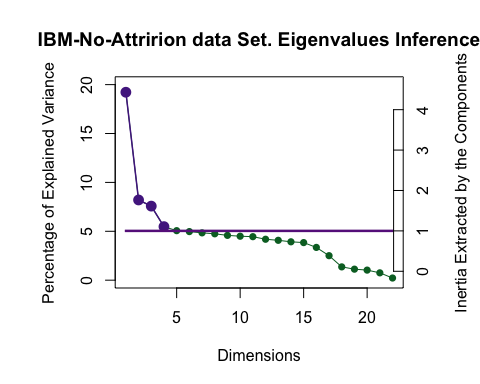 IBM-No-Attririon data Set. Eigenvalues Inference
Percentage of Explained Variance
20
15
10
5
0
4
3
2
1
0
Inertia Extracted by the Components
5 10 15 20
Dimensions